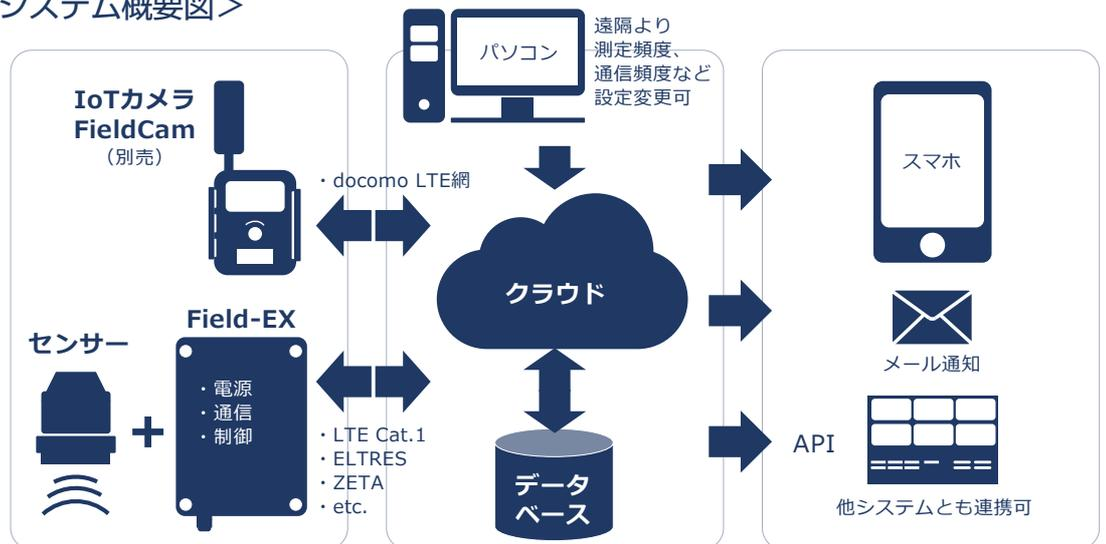 システム概要図＞
IoTカメラ
FieldCam
（別売）
・docomo LTE網
センサー
Field-EX
・電源
・通信
・制御
・LTE Cat.1
・ELTRES
・ZETA
・etc.
パソコン
遠隔より
測定頻度、
通信頻度など
設定変更可
クラウド
データ
ベース
スマホ
メール通知
API
他システムとも連携可